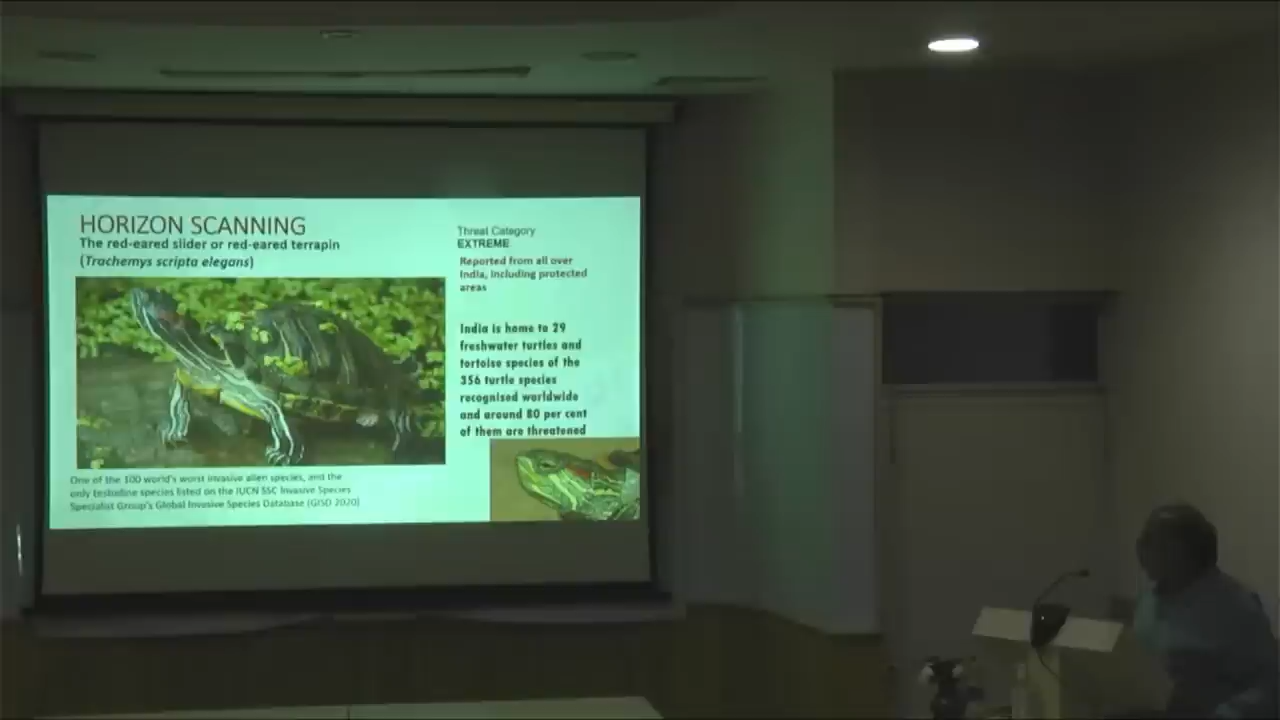 HORIZON SCANNING
The red-eared slider or red-eared terrapin
(Trachemys scripta elegans)
One of the 100 world's worst invasive alien species, and the
only testudine species listed on the IUCN SSC Invasive Species
Specialist Group's Global Invasive Species Database (GISD 2020)
Threat Category
EXTREME
Reported from all over
India, including protected
areas
India is home to 29
freshwater turtles and
tortoise species of the
356 turtle species
recognised worldwide
and around 80 per cent
of them are threatened